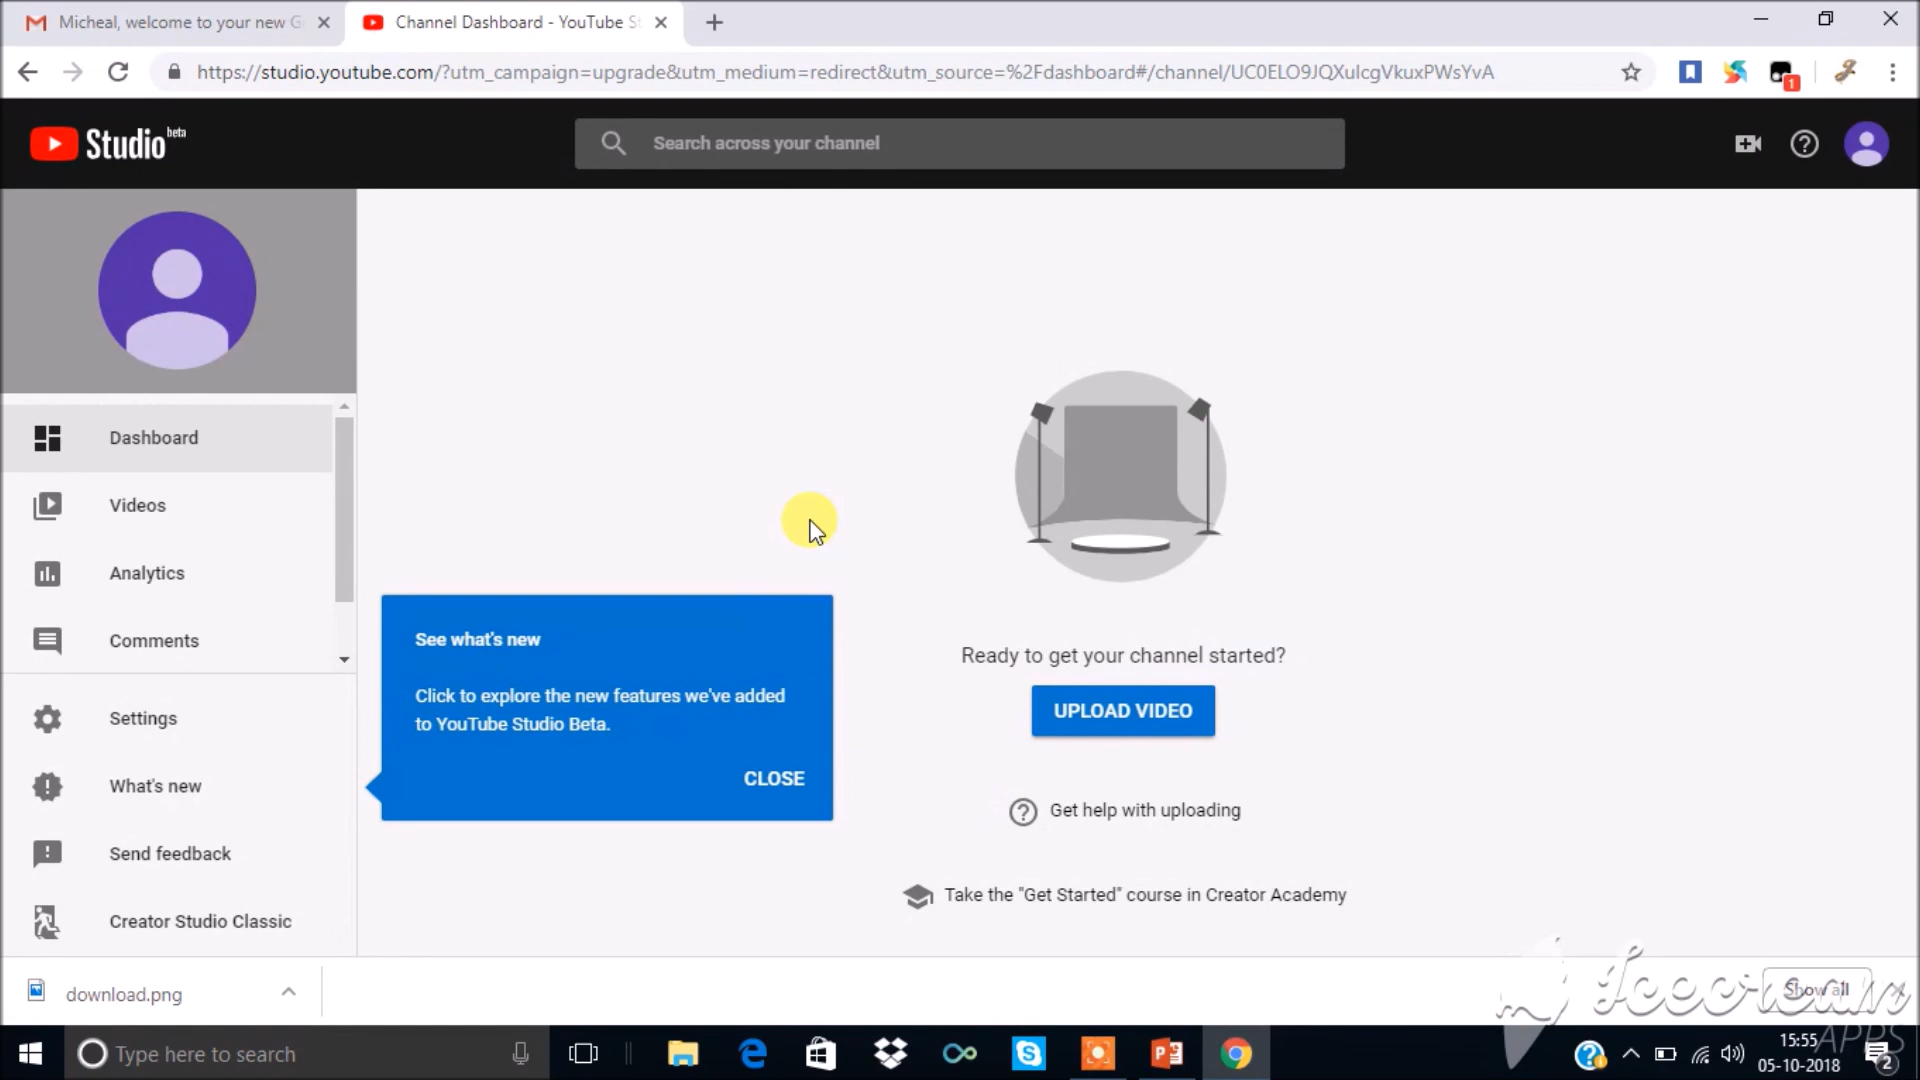 Micheal, welcome to your new G
Channel Dashboard - YouTube S
https://studio.youtube.com/?utm_campaign=upgrade&utm_medium=redirect&utm_source=%2Fdashboard#/channel/UC0ELO9JQXulcgVkuxPWsYvA
1
Studio beta
Search across your channel
Dashboard
Videos
Analytics
Comments
Settings
What's new
Send feedback
Creator Studio Classic
See what's new
Click to explore the new features we've added
to YouTube Studio Beta.
CLOSE
Ready to get your channel started?
UPLOAD VIDEO
Get help with uploading
Take the "Get Started" course in Creator Academy
download.png
Show all
Icecream
APPS
Type here to search
15:55
05-10-2018
2